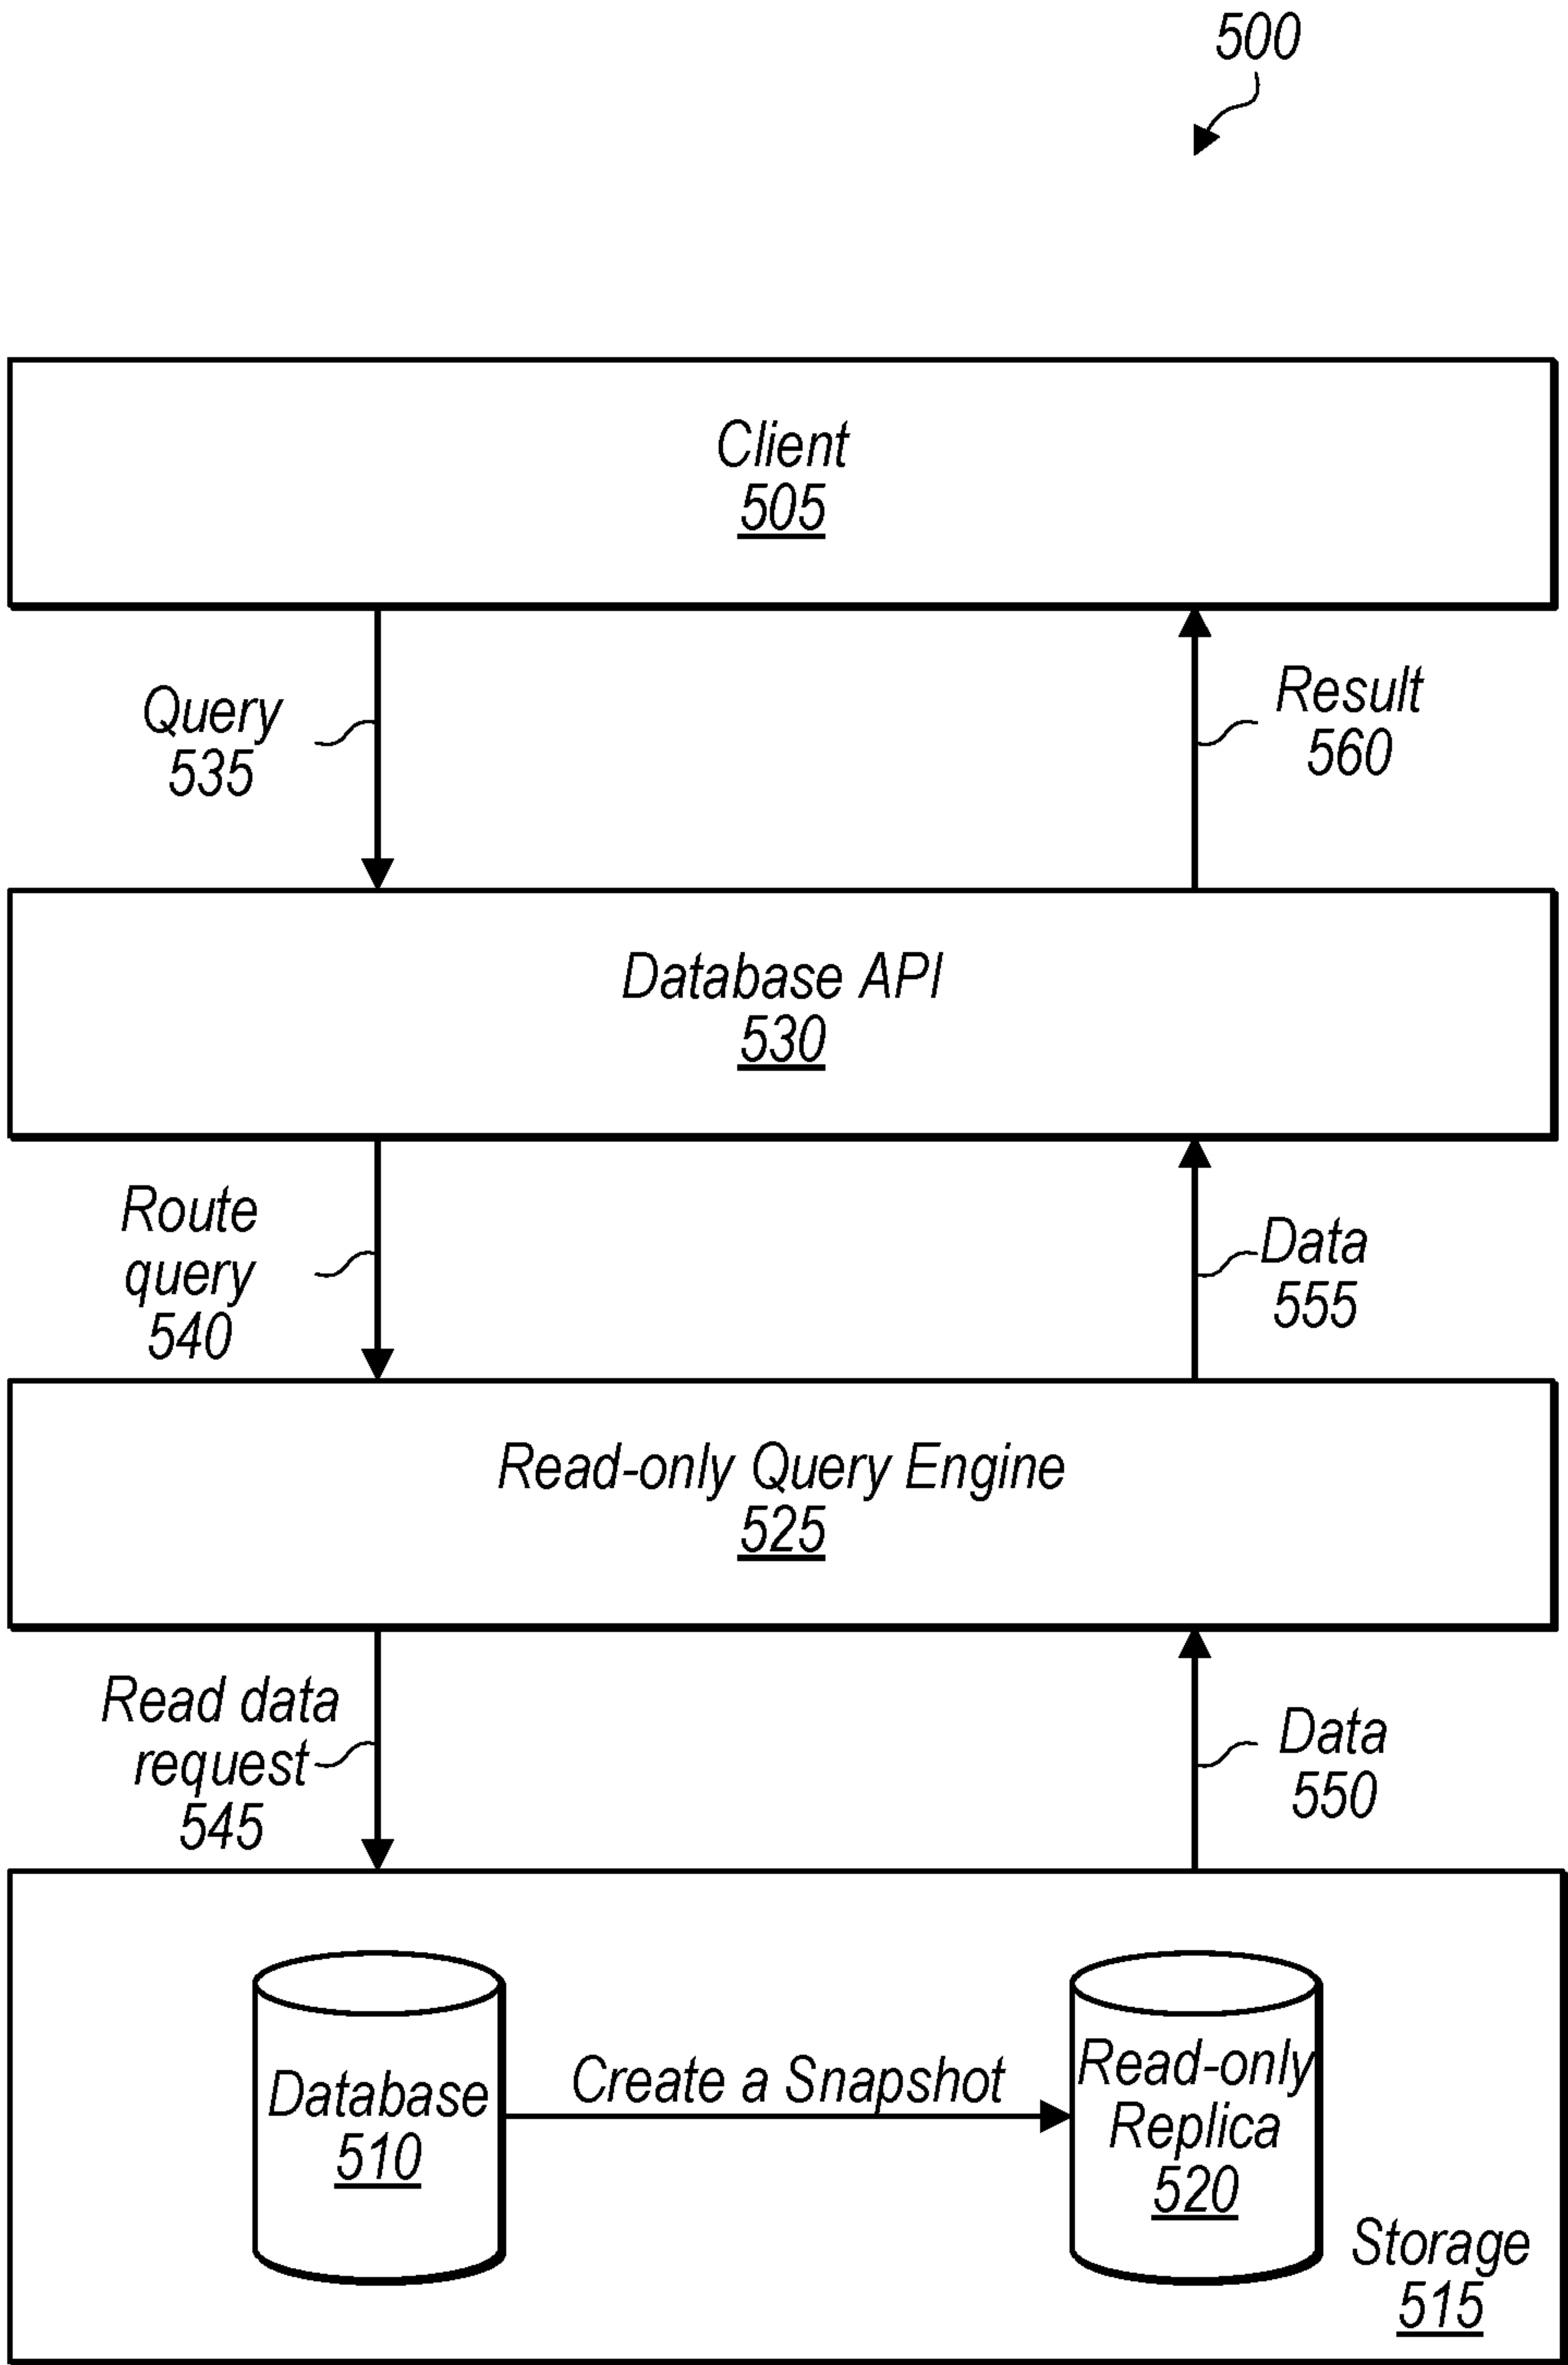 500
Client
505
Query
535
Result
560
Database API
530
Route
query
540
Data
555
Read-only Query Engine
525
Read data
request
545
Data
550
Database
510
Create a Snapshot
Read-only
Replica
520
Storage
515